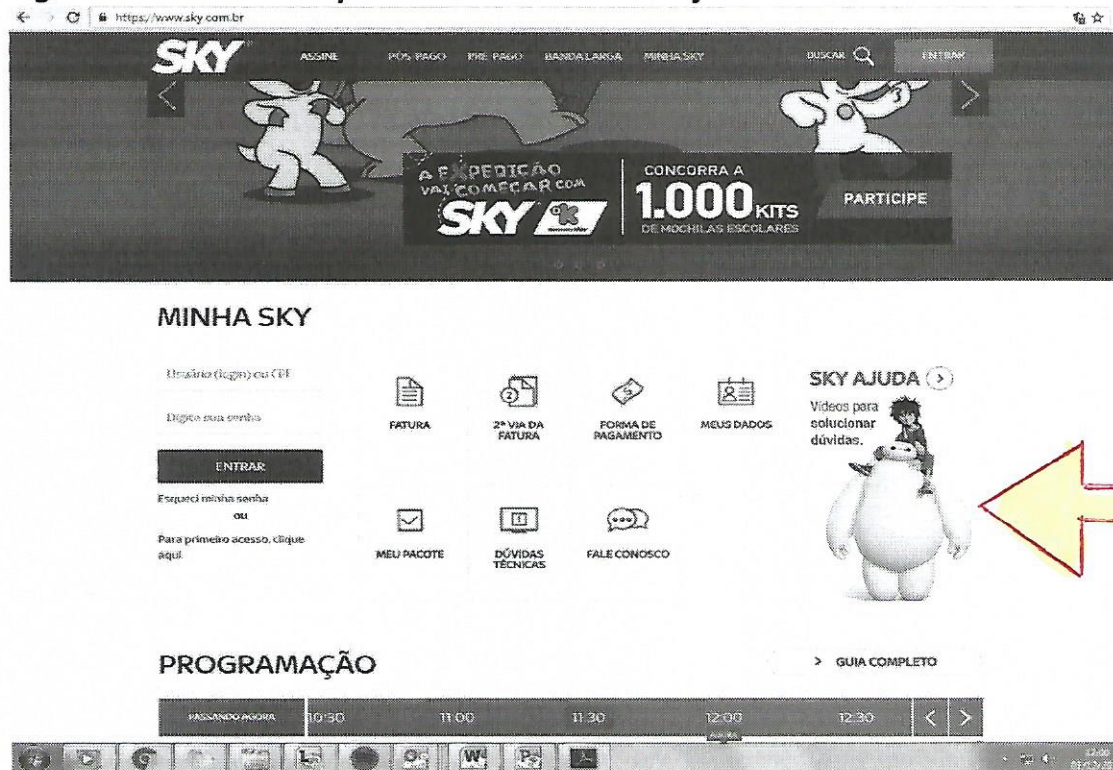 https://www.sky.com.br
SKY
ASSINE
PÓS-PAGO
PRÉ-PAGO
BANDA LARGA
MINHA SKY
BUSCAR
ENTRAR
A EXPEDIÇÃO
VAI COMEÇAR COM
SKY
CONCORRA A
1.000 KITS
DE MOCHILAS ESCOLARES
PARTICIPE
MINHA SKY
Usuário (login) ou CPF
Digite sua senha
ENTRAR
Esqueci minha senha
ou
Para primeiro acesso, clique
aqui
FATURA
2ª VIA DA
FATURA
FORMA DE
PAGAMENTO
MEUS DADOS
MEU PACOTE
DÚVIDAS
TÉCNICAS
FALE CONOSCO
SKY AJUDA
Vídeos para
solucionar
dúvidas.
PROGRAMAÇÃO
> GUIA COMPLETO
PASSANDO AGORA
10:30
11:00
11:30
12:00
12:30
AGORA
12:00